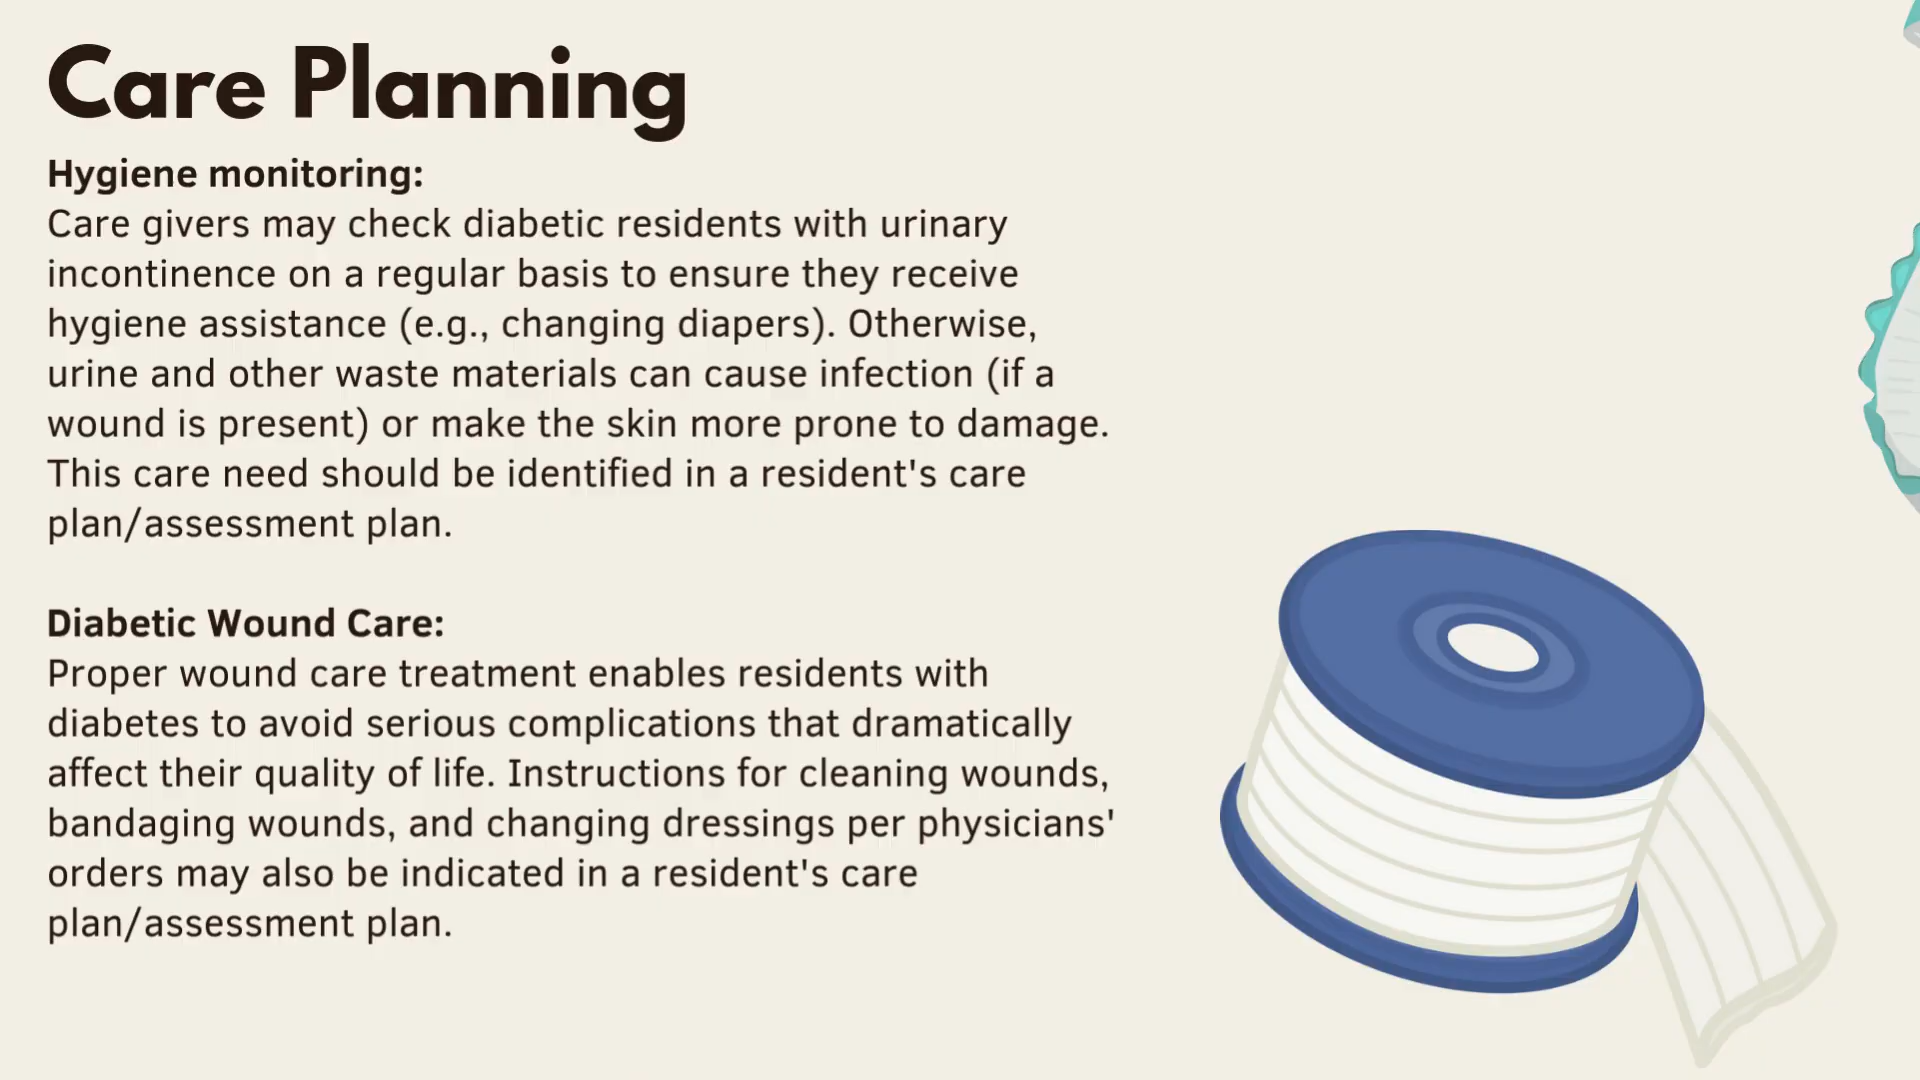 Care Planning
Hygiene monitoring:
Care givers may check diabetic residents with urinary
incontinence on a regular basis to ensure they receive
hygiene assistance (e.g., changing diapers). Otherwise,
urine and other waste materials can cause infection (if a
wound is present) or make the skin more prone to damage.
This care need should be identified in a resident's care
plan/assessment plan.
Diabetic Wound Care:
Proper wound care treatment enables residents with
diabetes to avoid serious complications that dramatically
affect their quality of life. Instructions for cleaning wounds,
bandaging wounds, and changing dressings per physicians'
orders may also be indicated in a resident's care
plan/assessment plan.